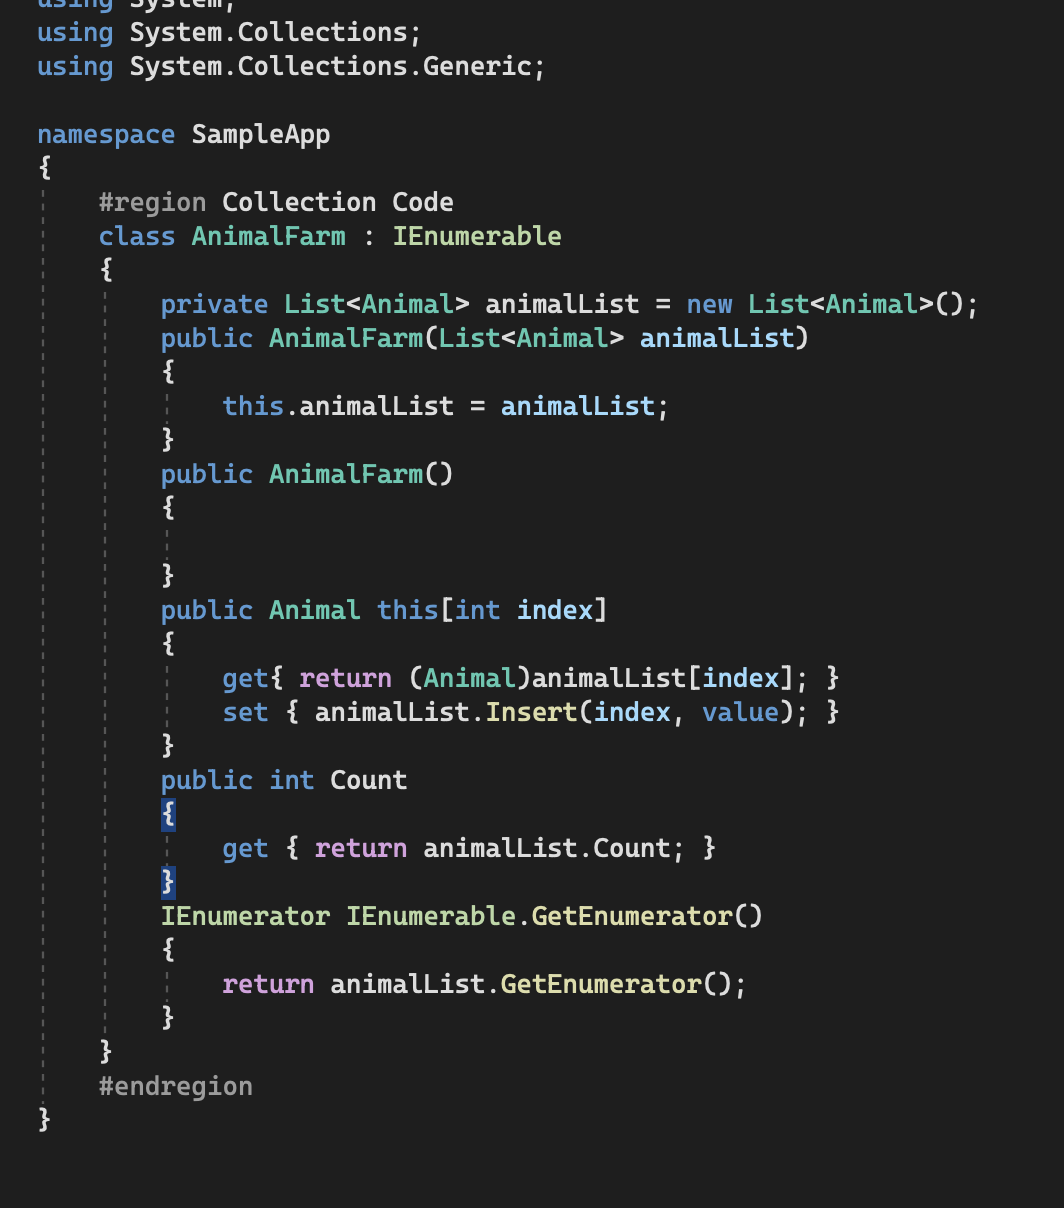 using System;
using System.Collections;
using System.Collections.Generic;
namespace SampleApp
{
#region Collection Code
class AnimalFarm : IEnumerable
{
private List<Animal> animalList = new List<Animal>();
public AnimalFarm(List<Animal> animalList)
{
this.animalList = animalList;
}
public AnimalFarm()
{
}
public Animal this[int index]
{
get{ return (Animal)animalList[index]; }
set { animalList.Insert(index, value); }
}
public int Count
{
get { return animalList.Count; }
}
IEnumerator IEnumerable.GetEnumerator()
{
return animalList.GetEnumerator();
}
}
#endregion
}